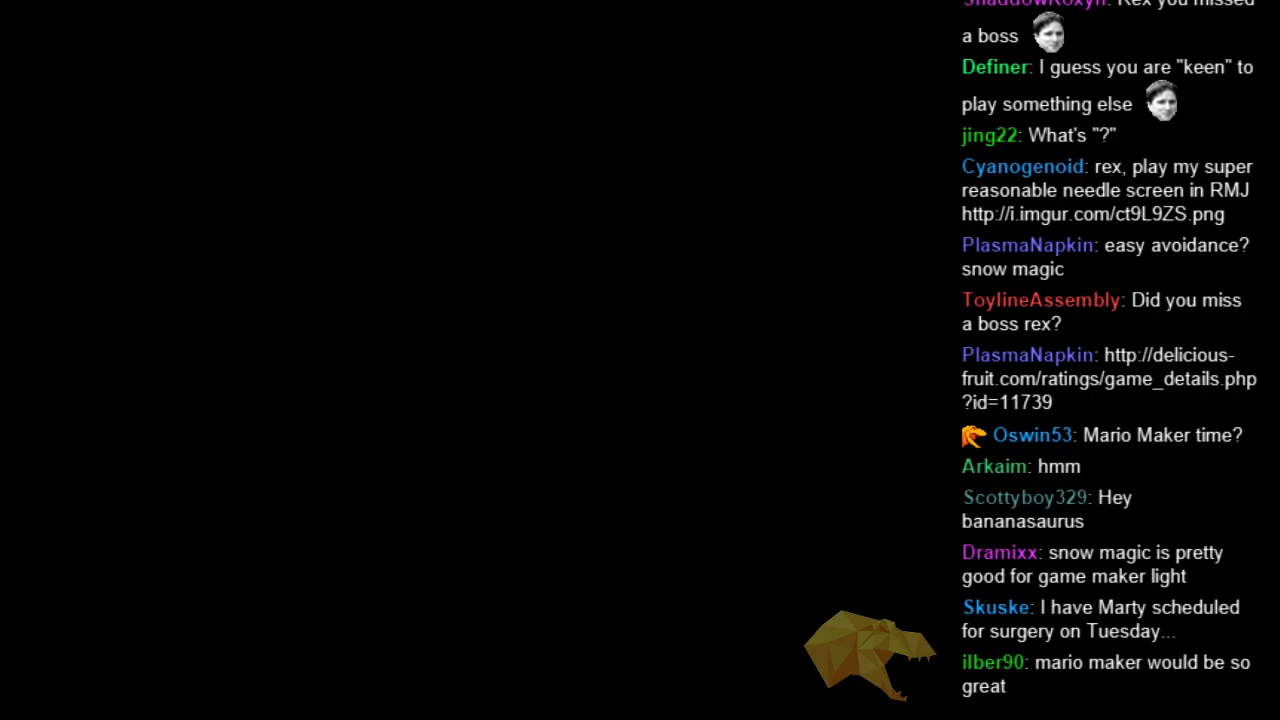 ShaddowRoxyn: Rex you missed
a boss
Definer: I guess you are "keen" to
play something else
jing22: What's "?"
Cyanogenoid: rex, play my super
reasonable needle screen in RMJ
http://i.imgur.com/ct9L9ZS.png
PlasmaNapkin: easy avoidance?
snow magic
ToylineAssembly: Did you miss
a boss rex?
PlasmaNapkin: http://delicious-
fruit.com/ratings/game_details.php
?id=11739
Oswin53: Mario Maker time?
Arkaim: hmm
Scottyboy329: Hey
bananasaurus
Dramixx: snow magic is pretty
good for game maker light
Skuske: I have Marty scheduled
for surgery on Tuesday...
ilber90: mario maker would be so
great